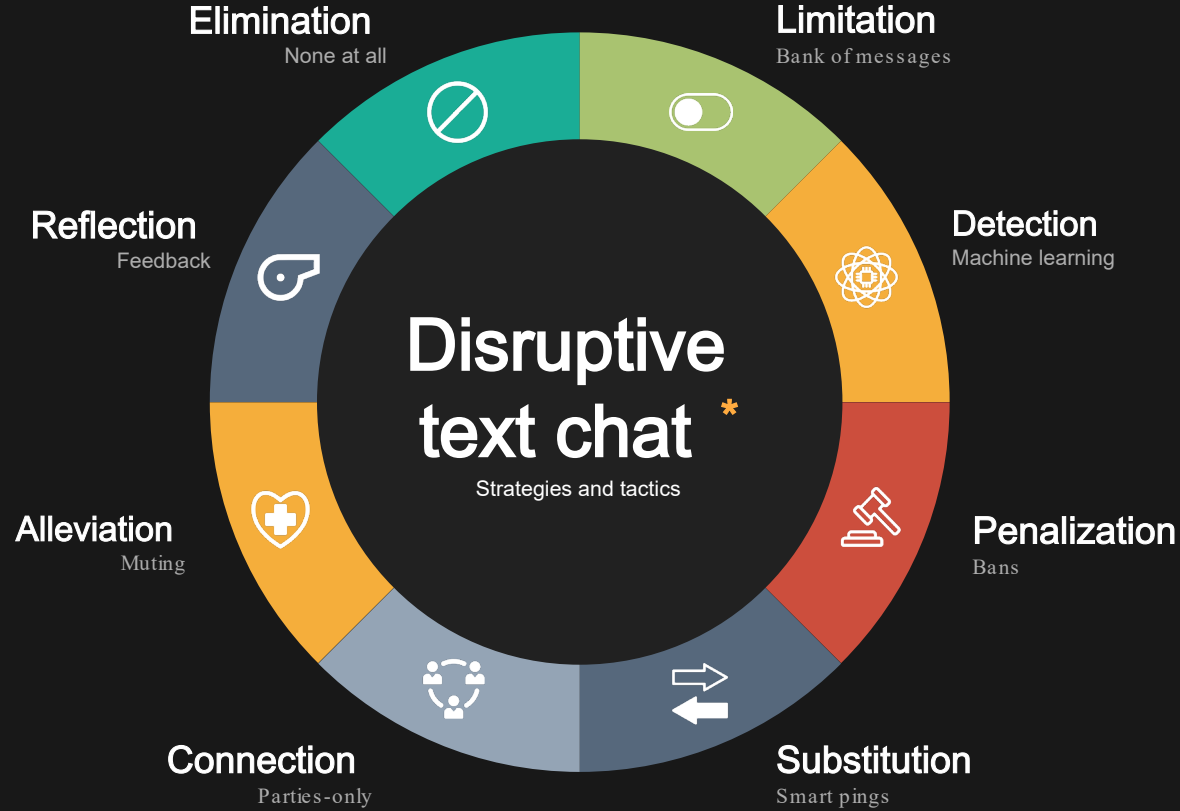 Elimination
None at all
Limitation
Bank of messages
Reflection
Feedback
Detection
Machine learning
Disruptive
text chat *
Strategies and tactics
Alleviation
Muting
Penalization
Bans
Connection
Parties-only
Substitution
Smart pings